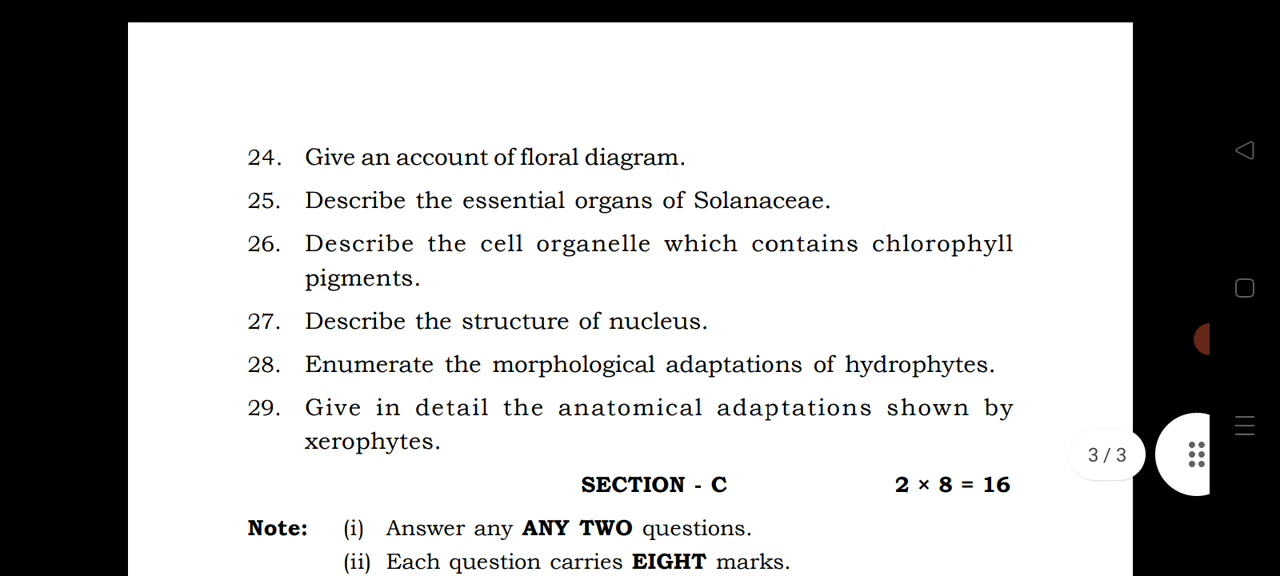 24. Give an account of floral diagram.
25. Describe the essential organs of Solanaceae.
26. Describe the cell organelle which contains chlorophyll
pigments.
27. Describe the structure of nucleus.
28. Enumerate the morphological adaptations of hydrophytes.
29. Give in detail the anatomical adaptations shown by
xerophytes.
3 / 3
SECTION - C 2 × 8 = 16
Note: (i) Answer any ANY TWO questions.
(ii) Each question carries EIGHT marks.